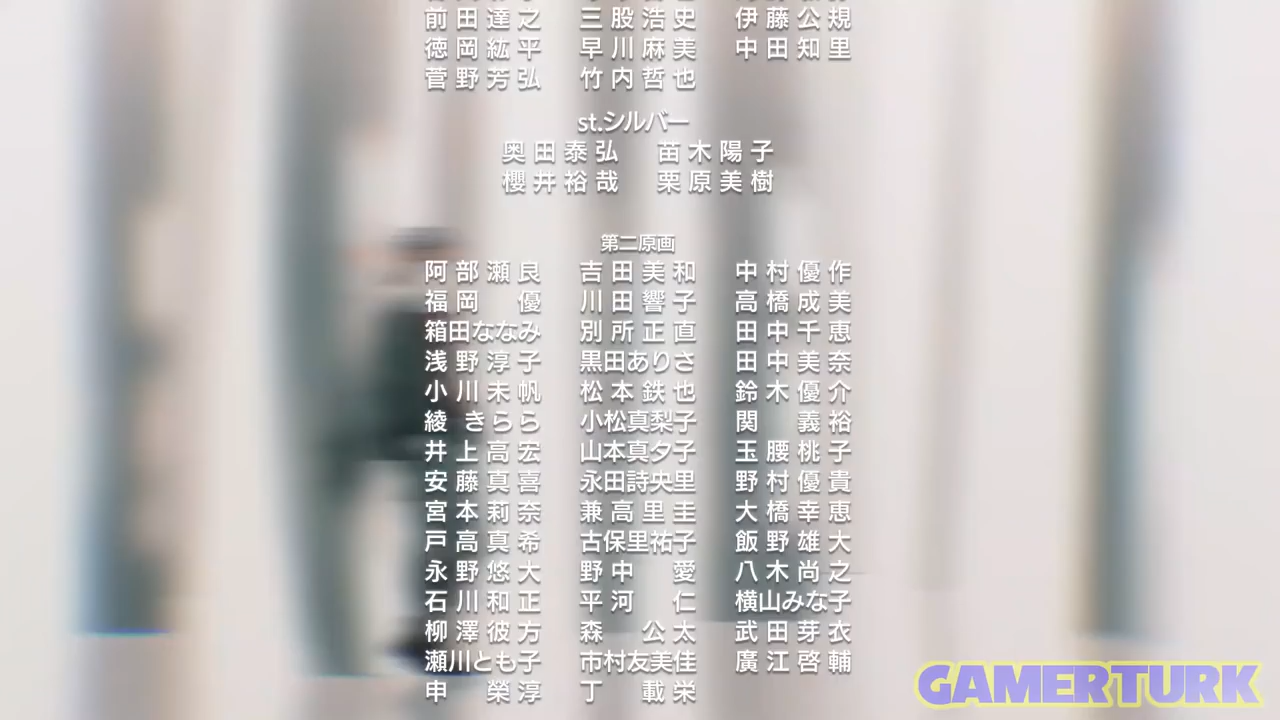 前田達之 三股浩史 伊藤公規
徳岡紘平 早川麻美 中田知里
菅野芳弘 竹内哲也
st.シルバー
奥田泰弘 苗木陽子
櫻井裕哉 栗原美樹
第二原画
阿部瀬良 吉田美和 中村優作
福岡 優 川田響子 高橋成美
箱田ななみ 別所正直 田中千恵
浅野淳子 黒田ありさ 田中美奈
小川未帆 松本鉄也 鈴木優介
綾 きらら 小松真梨子 関 義裕
井上高宏 山本真夕子 玉腰桃子
安藤真喜 永田詩央里 野村優貴
宮本莉奈 兼高里圭 大橋幸恵
戸高真希 古保里祐子 飯野雄大
永野悠大 野中 愛 八木尚之
石川和正 平河 仁 横山みな子
柳澤彼方 森 公太 武田芽衣
瀬川とも子 市村友美佳 廣江啓輔
申 榮淳 丁 載栄
GAMERTURK